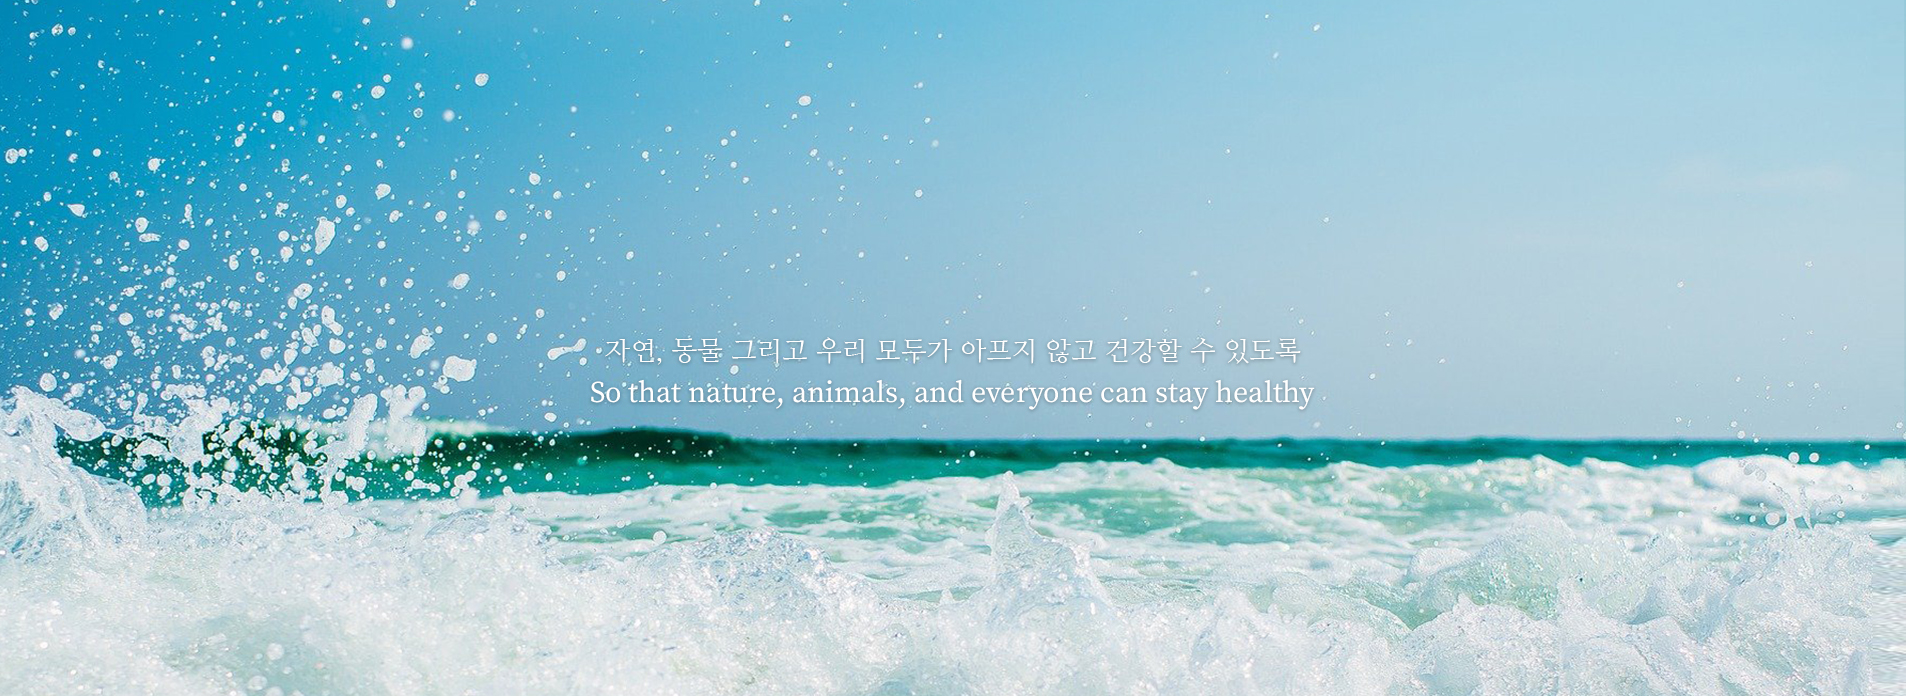 자연, 동물 그리고 우리 모두가 아프지 않고 건강할 수 있도록
So that nature, animals, and everyone can stay healthy